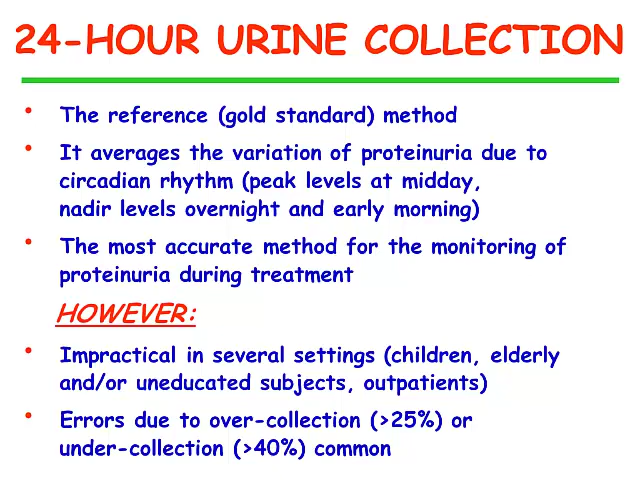 24-HOUR URINE COLLECTION
• The reference (gold standard) method
• It averages the variation of proteinuria due to
circadian rhythm (peak levels at midday,
nadir levels overnight and early morning)
• The most accurate method for the monitoring of
proteinuria during treatment
HOWEVER:
• Impractical in several settings (children, elderly
and/or uneducated subjects, outpatients)
• Errors due to over-collection (>25%) or
under-collection (>40%) common